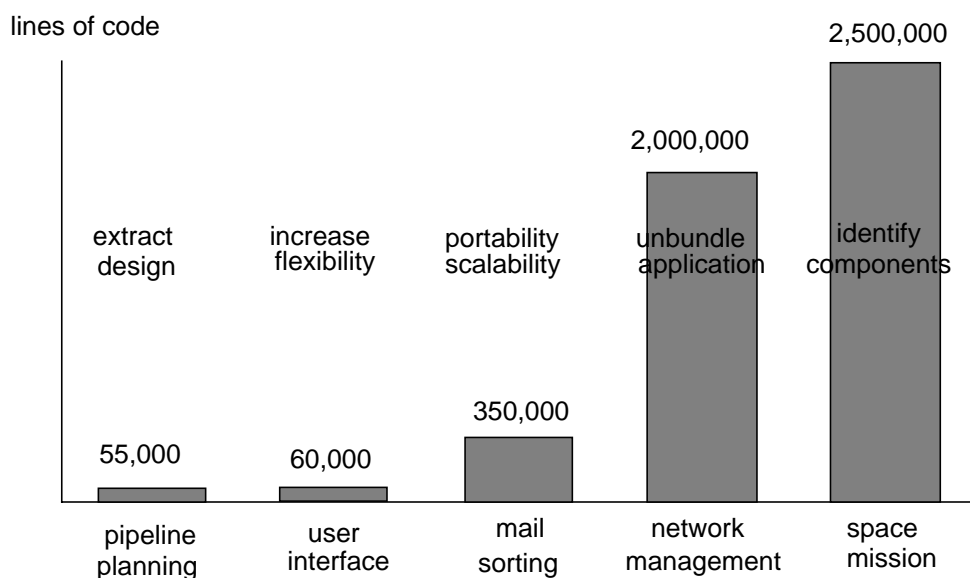 lines of code
2,500,000
2,000,000
extract
design
increase
flexibility
portability
scalability
unbundle
application
identify
components
350,000
55,000
60,000
pipeline
planning
user
interface
mail
sorting
network
management
space
mission